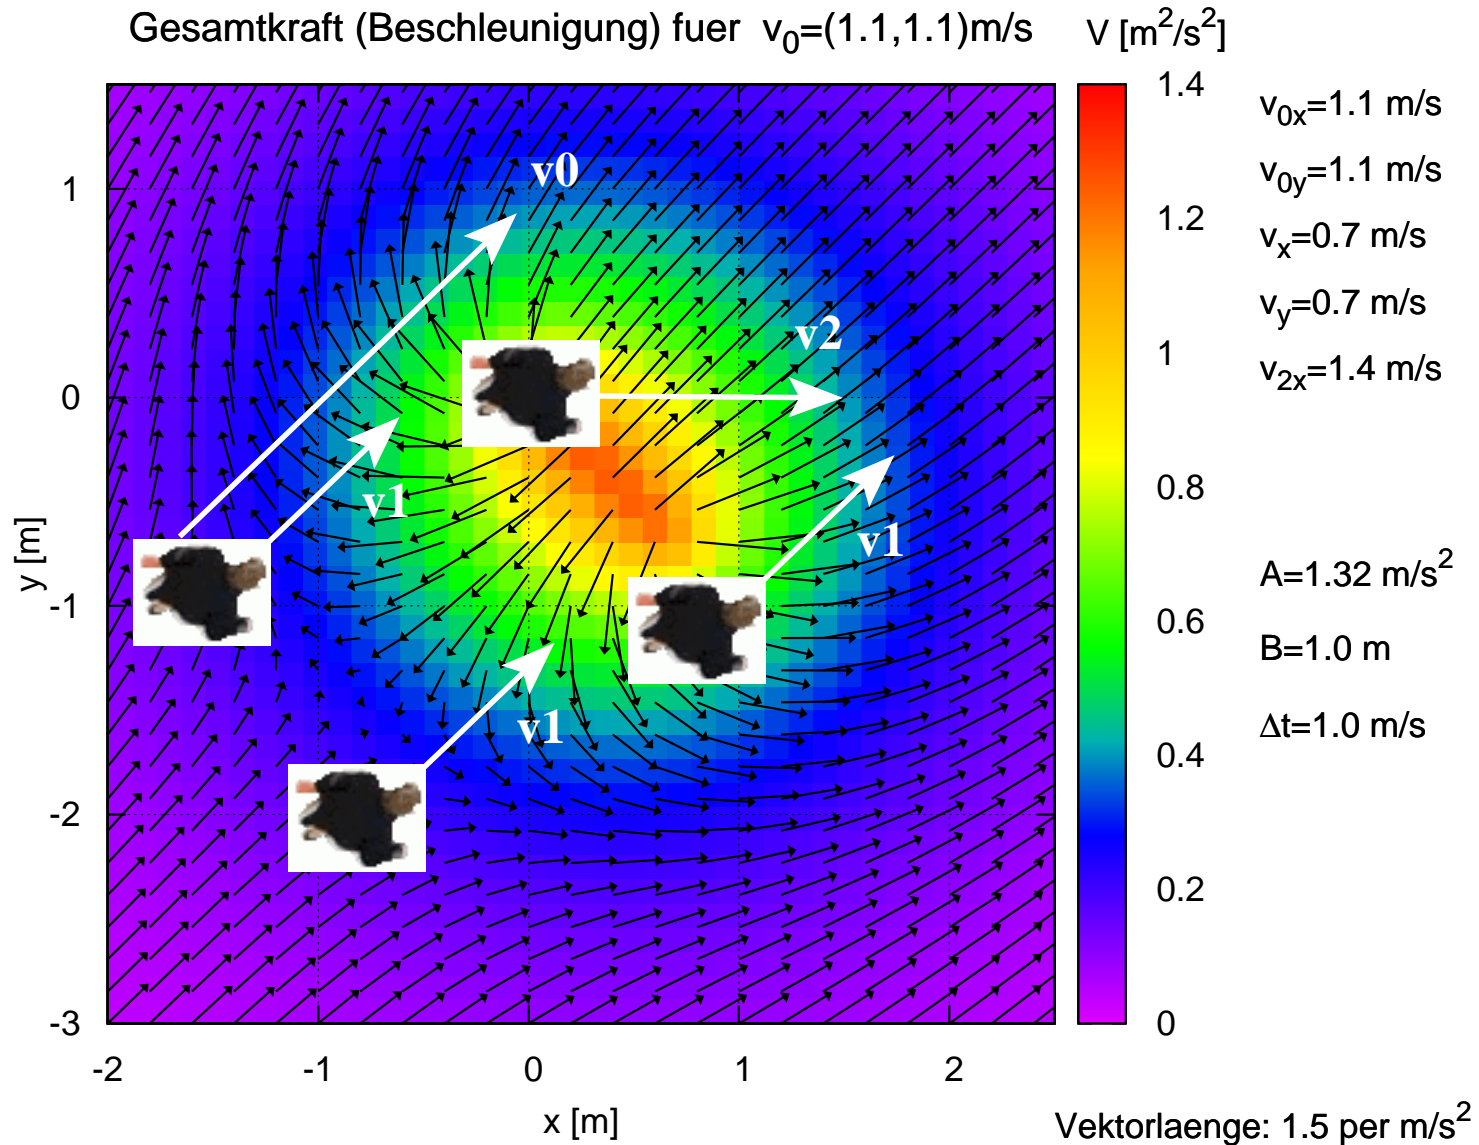 Gesamtkraft (Beschleunigung) fuer v₀=(1.1,1.1)m/s
V [m²/s²]
1.4
1.2
1
0.8
0.6
0.4
0.2
0
v₀ₓ=1.1 m/s
v₀y=1.1 m/s
vₓ=0.7 m/s
vy=0.7 m/s
v₂ₓ=1.4 m/s
A=1.32 m/s²
B=1.0 m
Δt=1.0 m/s
v0
v2
v1
v1
v1
y [m]
1
0
-1
-2
-3
-2 -1 0 1 2
x [m]
Vektorlaenge: 1.5 per m/s²